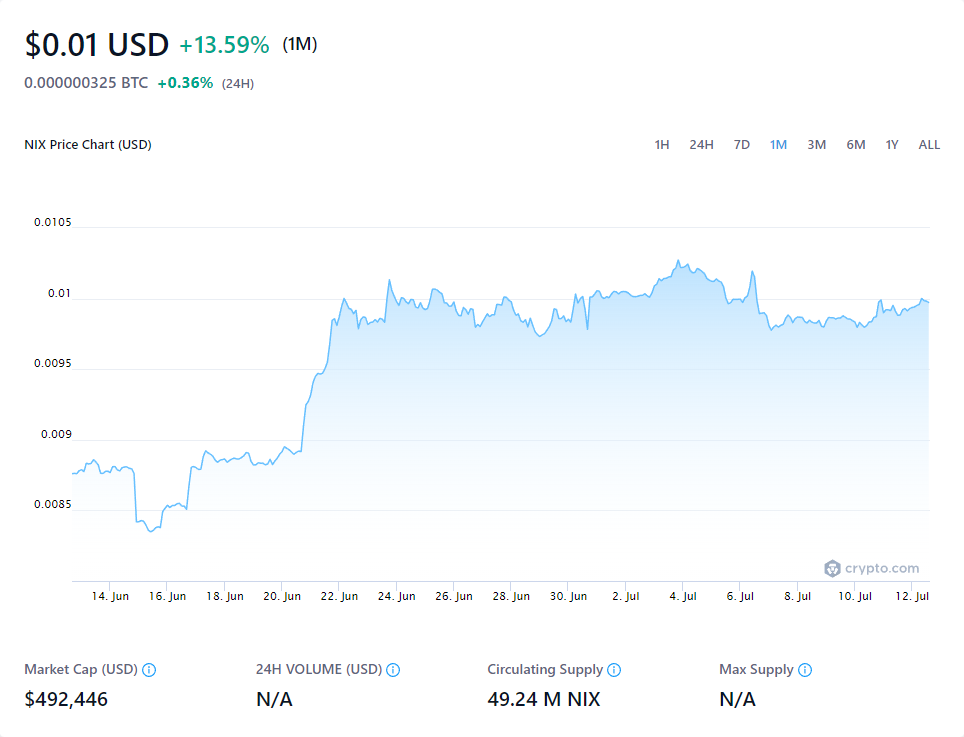 $0.01 USD +13.59% (1M)
0.000000325 BTC +0.36% (24H)
NIX Price Chart (USD) 1H 24H 7D 1M 3M 6M 1Y ALL
0.0105
0.01
0.0095
0.009
0.0085
crypto.com
14. Jun 16. Jun 18. Jun 20. Jun 22. Jun 24. Jun 26. Jun 28. Jun 30. Jun 2. Jul 4. Jul 6. Jul 8. Jul 10. Jul 12. Jul
Market Cap (USD) 24H VOLUME (USD) Circulating Supply Max Supply
$492,446 N/A 49.24 M NIX N/A